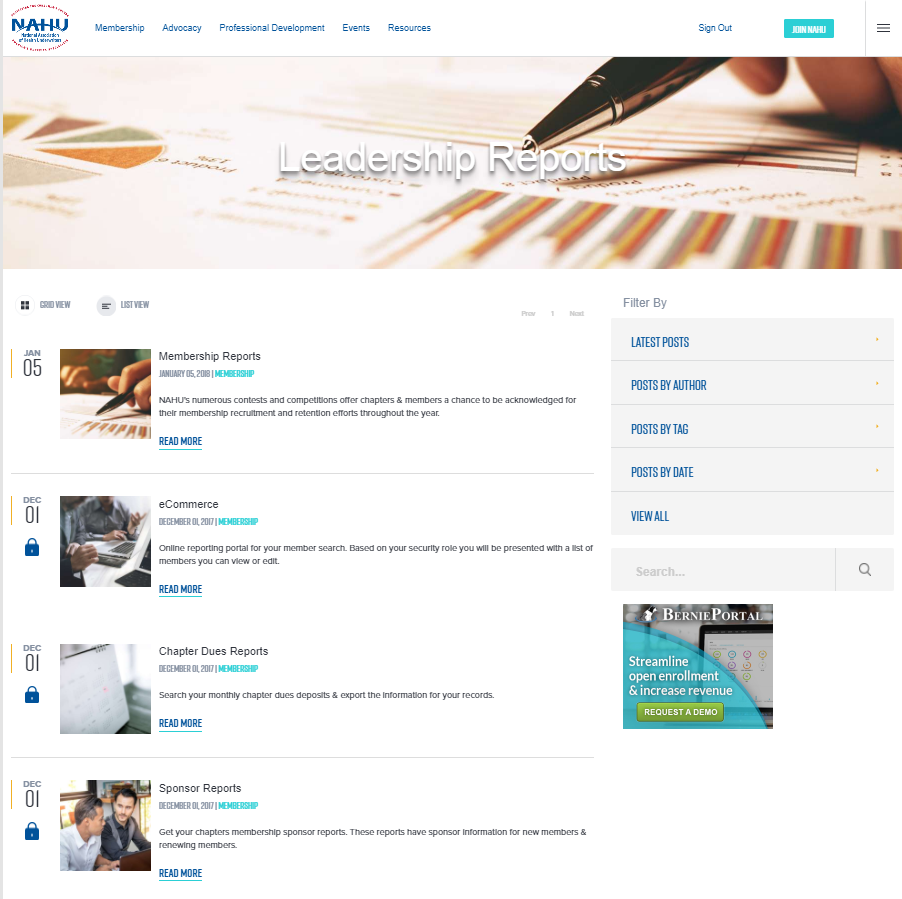 NAHU
National Association
of Health Underwriters
Membership
Advocacy
Professional Development
Events
Resources
Sign Out
JOIN NAHU
Leadership Reports
GRID VIEW
LIST VIEW
Prev 1 Next
JAN
05
Membership Reports
JANUARY 05, 2018 | MEMBERSHIP
NAHU's numerous contests and competitions offer chapters & members a chance to be acknowledged for
their membership recruitment and retention efforts throughout the year.
READ MORE
DEC
01
eCommerce
DECEMBER 01, 2017 | MEMBERSHIP
Online reporting portal for your member search. Based on your security role you will be presented with a list of
members you can view or edit.
READ MORE
DEC
01
Chapter Dues Reports
DECEMBER 01, 2017 | MEMBERSHIP
Search your monthly chapter dues deposits & export the information for your records.
READ MORE
DEC
01
Sponsor Reports
DECEMBER 01, 2017 | MEMBERSHIP
Get your chapters membership sponsor reports. These reports have sponsor information for new members &
renewing members.
READ MORE
Filter By
LATEST POSTS
POSTS BY AUTHOR
POSTS BY TAG
POSTS BY DATE
VIEW ALL
Search...
BERNIEPORTAL
Streamline
open enrollment
& increase revenue
REQUEST A DEMO